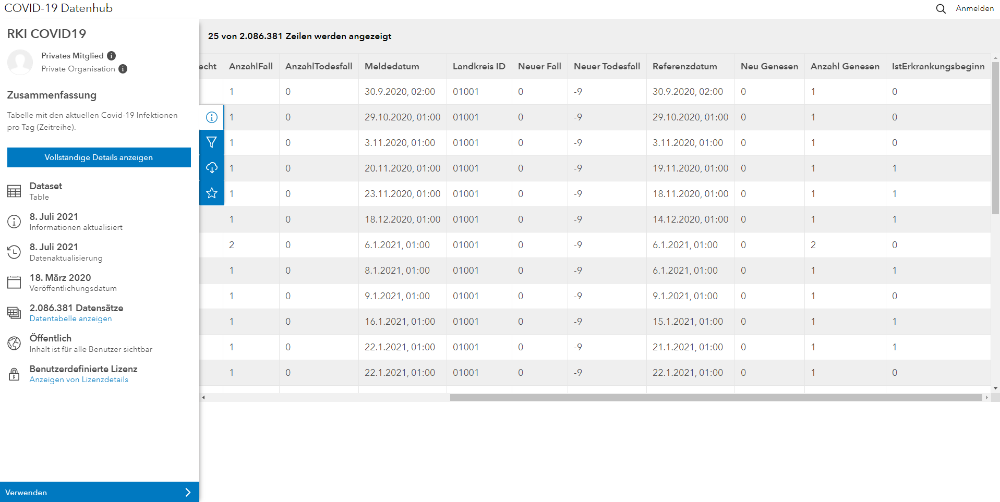 COVID-19 Datenhub
Anmelden
RKI COVID19
Privates Mitglied
Private Organisation
Zusammenfassung
Tabelle mit den aktuellen Covid-19 Infektionen
pro Tag (Zeitreihe).
Vollständige Details anzeigen
Dataset
Table
8. Juli 2021
Informationen aktualisiert
8. Juli 2021
Datenaktualisierung
18. März 2020
Veröffentlichungsdatum
2.086.381 Datensätze
Datentabelle anzeigen
Öffentlich
Inhalt ist für alle Benutzer sichtbar
Benutzerdefinierte Lizenz
Anzeigen von Lizenzdetails
Verwenden
25 von 2.086.381 Zeilen werden angezeigt
echt AnzahlFall AnzahlTodesfall Meldedatum Landkreis ID Neuer Fall Neuer Todesfall Referenzdatum Neu Genesen Anzahl Genesen IstErkrankungsbeginn
1 0 30.9.2020, 02:00 01001 0 -9 30.9.2020, 02:00 0 1 0
1 0 29.10.2020, 01:00 01001 0 -9 29.10.2020, 01:00 0 1 0
1 0 3.11.2020, 01:00 01001 0 -9 3.11.2020, 01:00 0 1 0
1 0 20.11.2020, 01:00 01001 0 -9 19.11.2020, 01:00 0 1 1
1 0 23.11.2020, 01:00 01001 0 -9 18.11.2020, 01:00 0 1 1
1 0 18.12.2020, 01:00 01001 0 -9 14.12.2020, 01:00 0 1 1
2 0 6.1.2021, 01:00 01001 0 -9 6.1.2021, 01:00 0 2 0
1 0 8.1.2021, 01:00 01001 0 -9 6.1.2021, 01:00 0 1 1
1 0 9.1.2021, 01:00 01001 0 -9 9.1.2021, 01:00 0 1 0
1 0 16.1.2021, 01:00 01001 0 -9 15.1.2021, 01:00 0 1 1
1 0 22.1.2021, 01:00 01001 0 -9 21.1.2021, 01:00 0 1 1
1 0 22.1.2021, 01:00 01001 0 -9 22.1.2021, 01:00 0 1 0